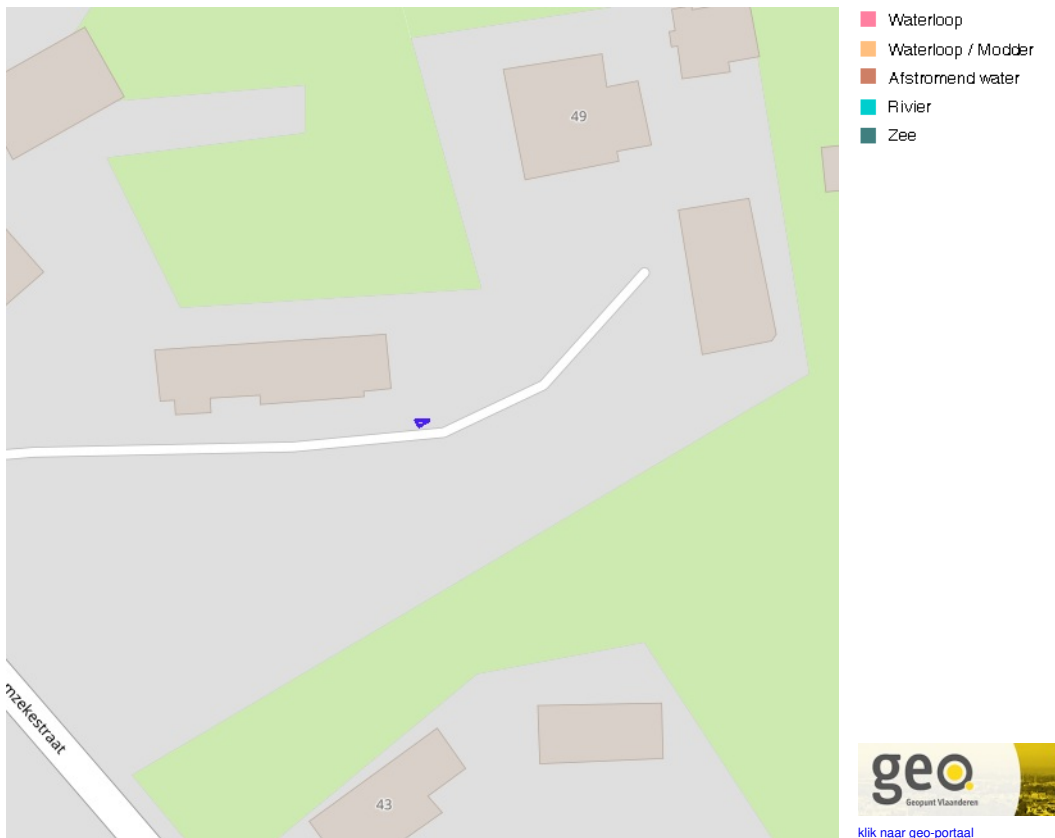 Waterloop
Waterloop / Modder
Afstromend water
Rivier
Zee
49
mzekestraat
43
geo.
Geopunt Vlaanderen
klik naar geo-portaal